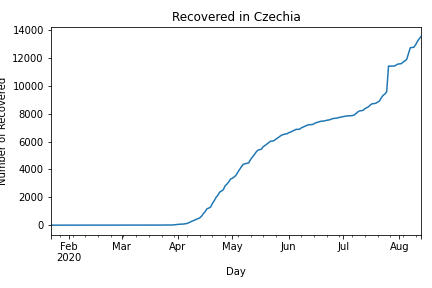 Recovered in Czechia
Number of Recovered
14000
12000
10000
8000
6000
4000
2000
0
Feb
2020
Mar
Apr
May
Jun
Jul
Aug
Day